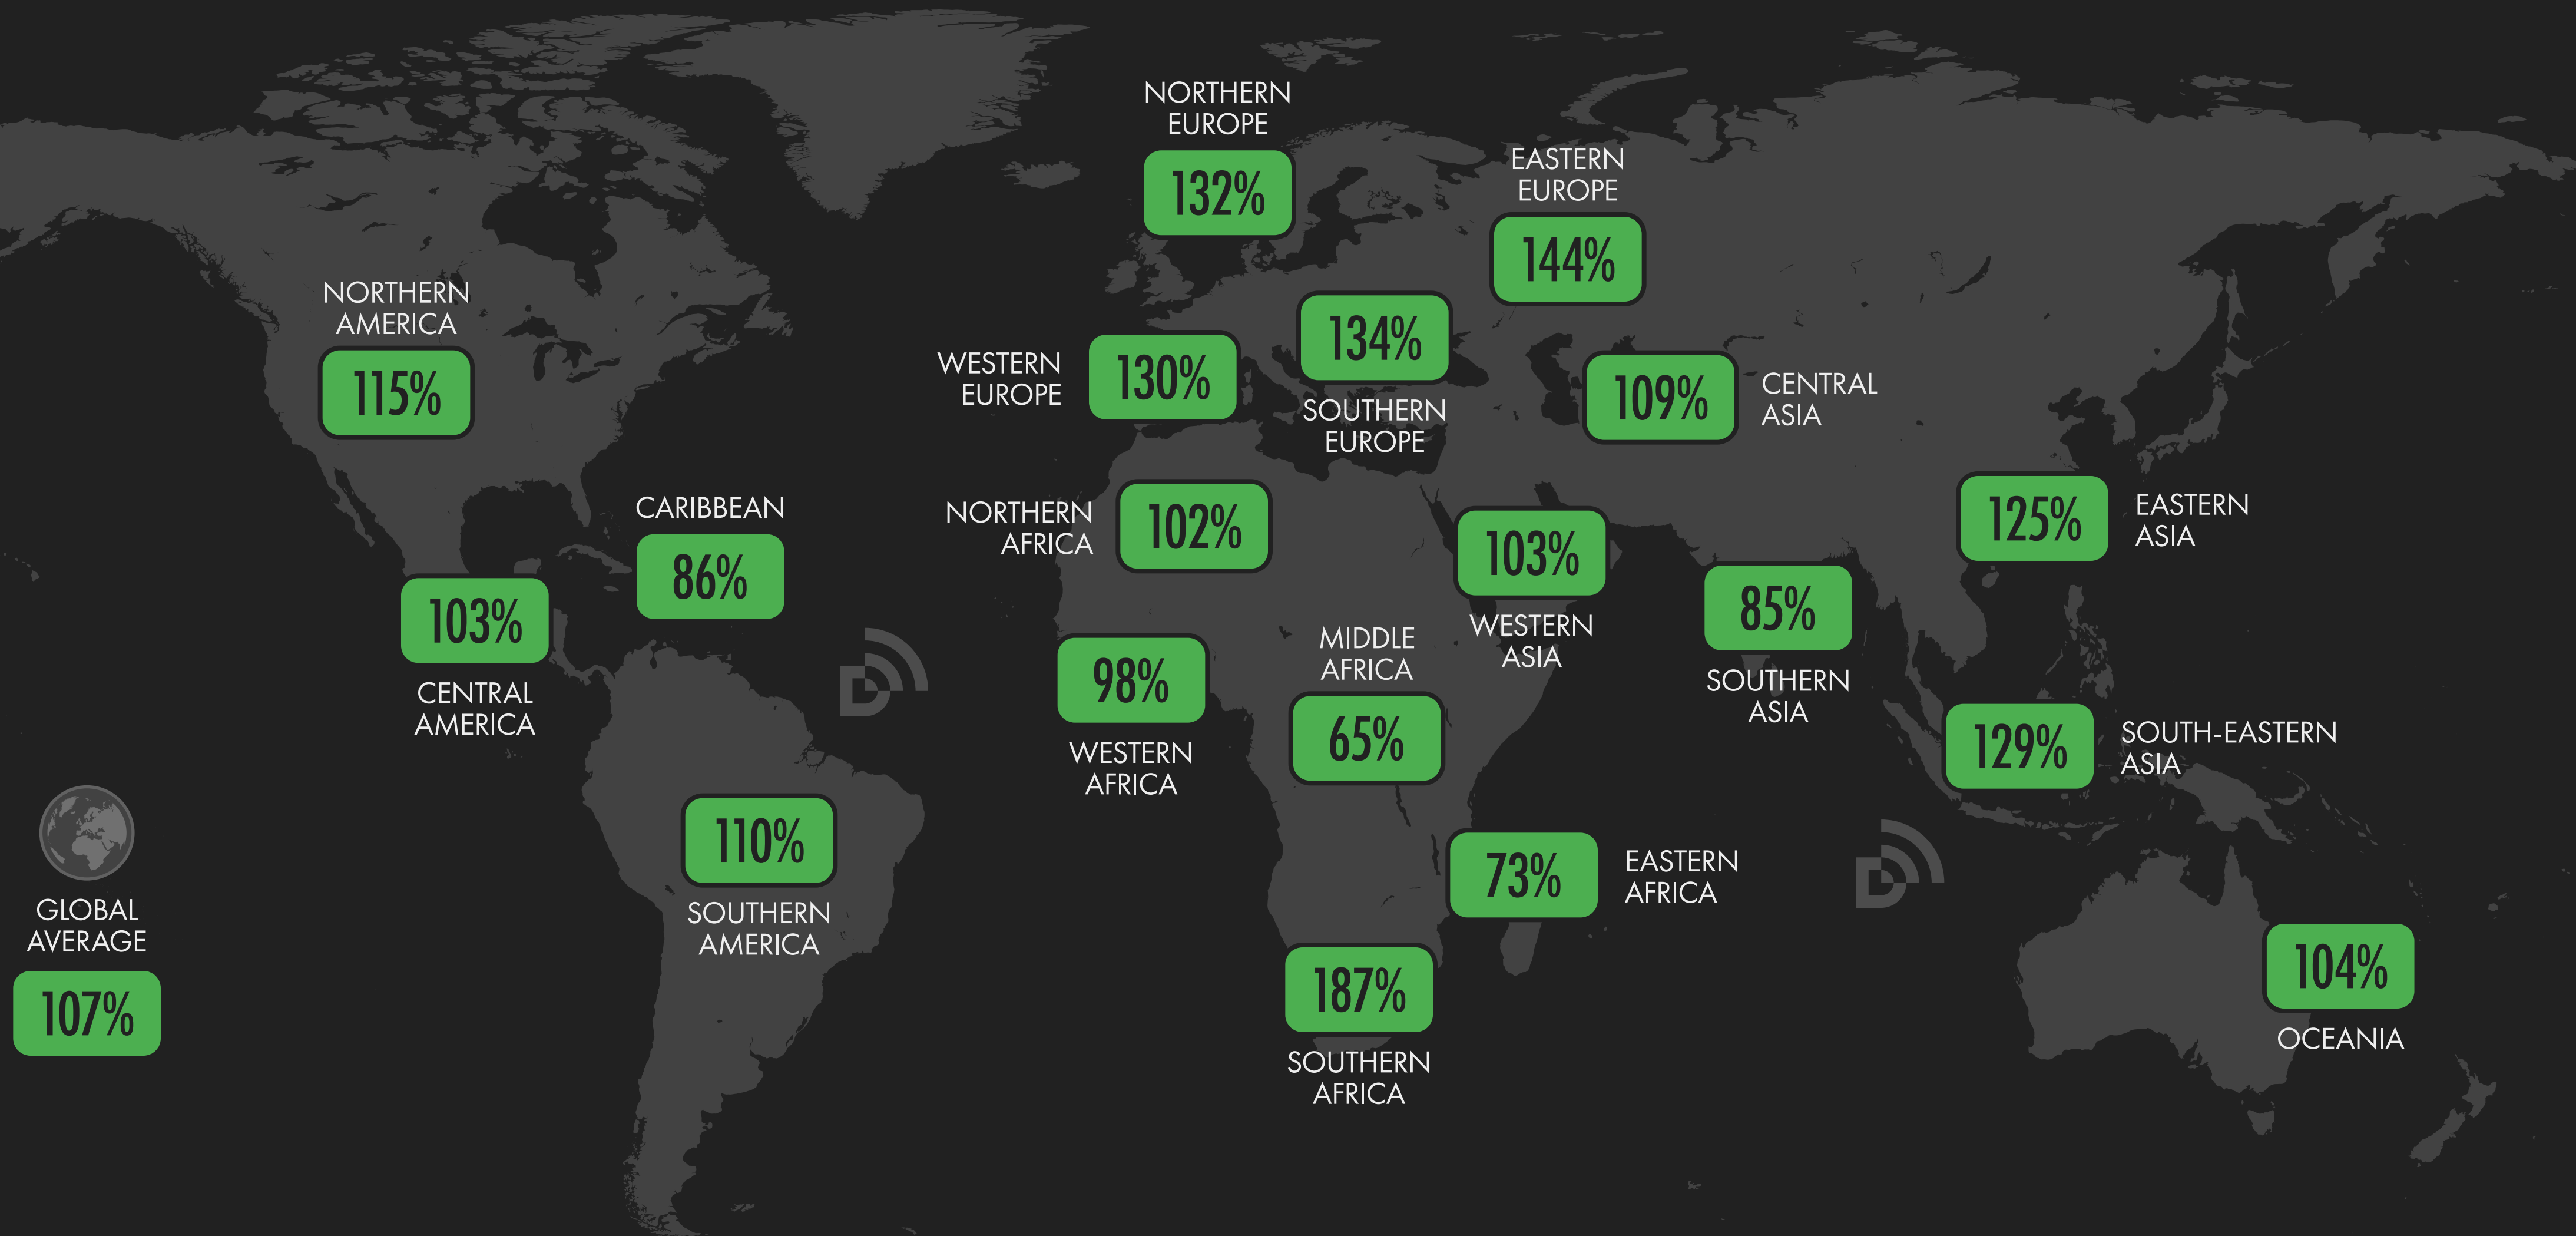 NORTHERN
EUROPE
132%
EASTERN
EUROPE
144%
NORTHERN
AMERICA
115%
WESTERN
EUROPE
130%
134%
SOUTHERN
EUROPE
109%
CENTRAL
ASIA
CARIBBEAN
86%
NORTHERN
AFRICA
102%
103%
WESTERN
ASIA
125%
EASTERN
ASIA
103%
CENTRAL
AMERICA
98%
WESTERN
AFRICA
MIDDLE
AFRICA
65%
85%
SOUTHERN
ASIA
129%
SOUTH-EASTERN
ASIA
110%
SOUTHERN
AMERICA
73%
EASTERN
AFRICA
GLOBAL
AVERAGE
107%
187%
SOUTHERN
AFRICA
104%
OCEANIA